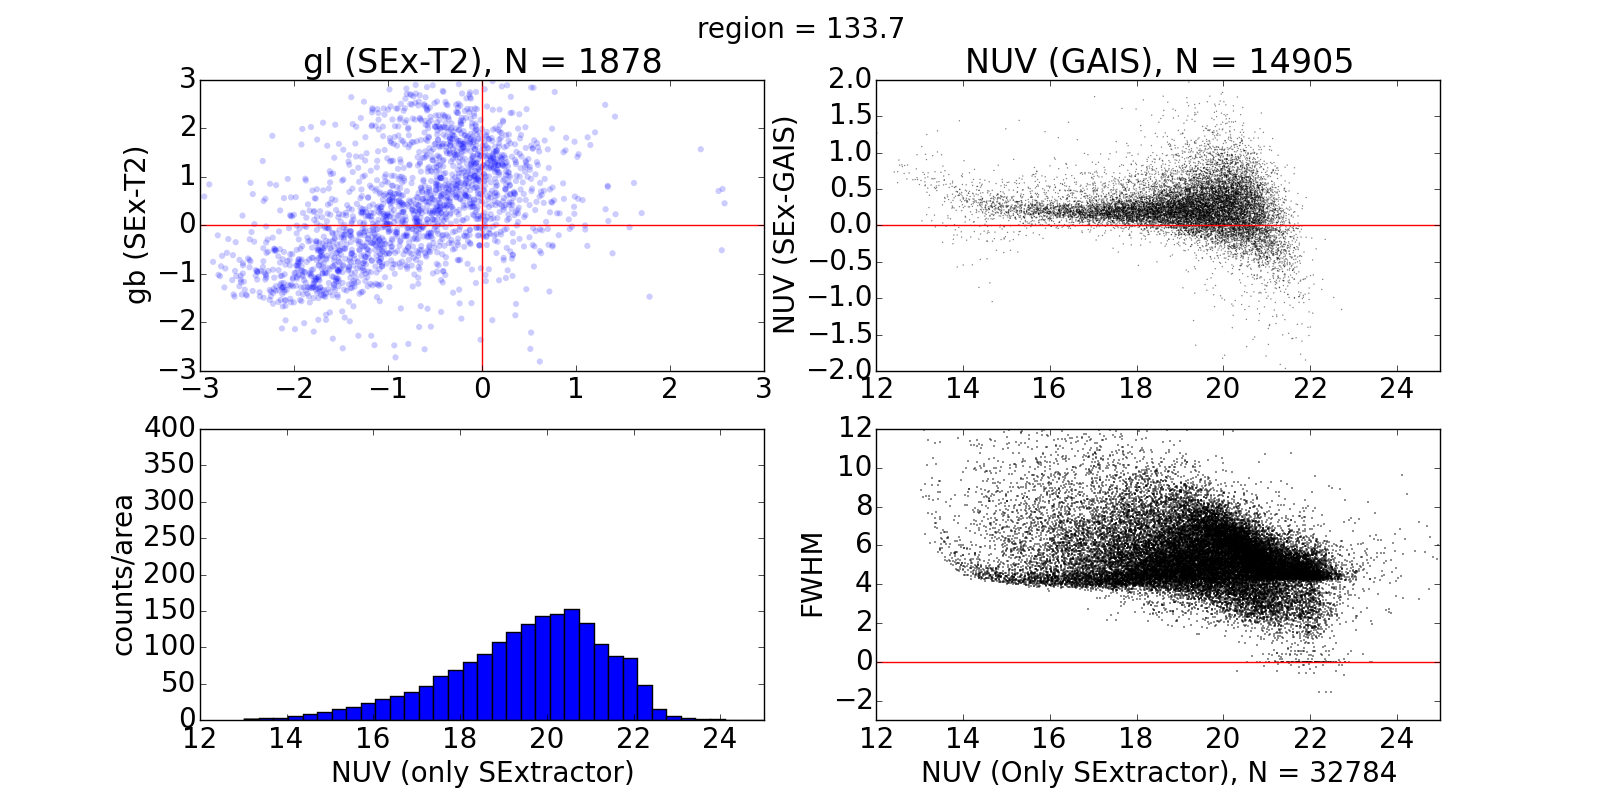 region = 133.7
gl (SEx-T2), N = 1878
NUV (GAIS), N = 14905
3
2
1
0
−1
−2
−3
gb (SEx-T2)
−3 −2 −1 0 1 2 3
2.0
1.5
1.0
0.5
0.0
−0.5
−1.0
−1.5
−2.0
NUV (SEx-GAIS)
12 14 16 18 20 22 24
400
350
300
250
200
150
100
50
0
counts/area
12 14 16 18 20 22 24
NUV (only SExtractor)
12
10
8
6
4
2
0
−2
FWHM
12 14 16 18 20 22 24
NUV (Only SExtractor), N = 32784